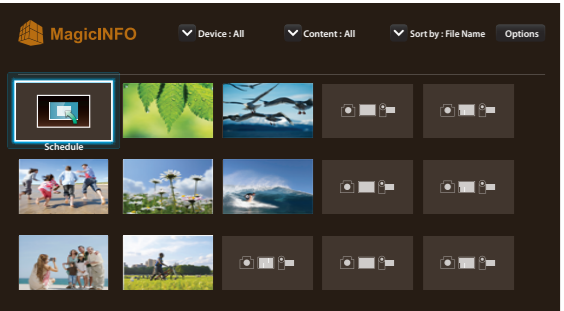 MagicINFO
Device : All
Content : All
Sort by : File Name
Options
Schedule